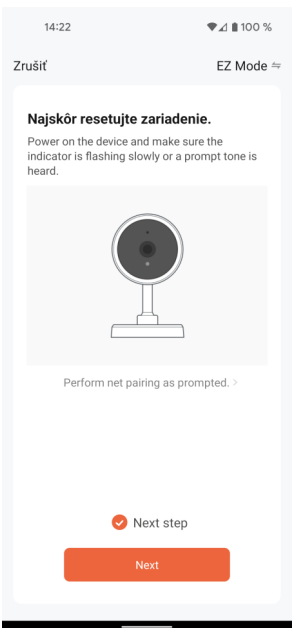 14:22
100 %
Zrušiť
EZ Mode
Najskôr resetujte zariadenie.
Power on the device and make sure the
indicator is flashing slowly or a prompt tone is
heard.
Perform net pairing as prompted. >
Next step
Next